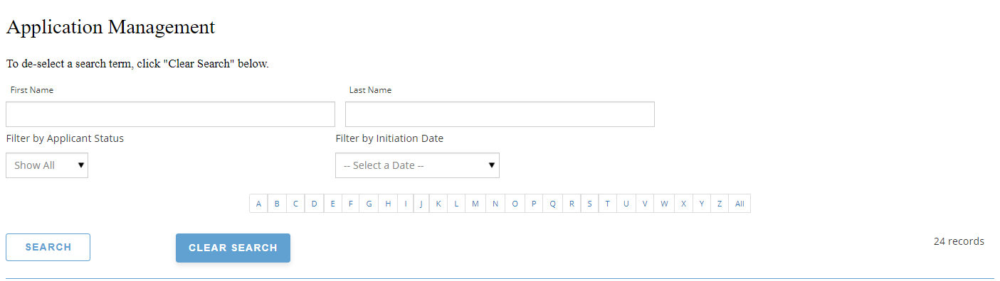 Application Management
To de-select a search term, click "Clear Search" below.
First Name Last Name
Filter by Applicant Status Filter by Initiation Date
Show All -- Select a Date --
A B C D E F G H I J K L M N O P Q R S T U V W X Y Z All
SEARCH CLEAR SEARCH 24 records